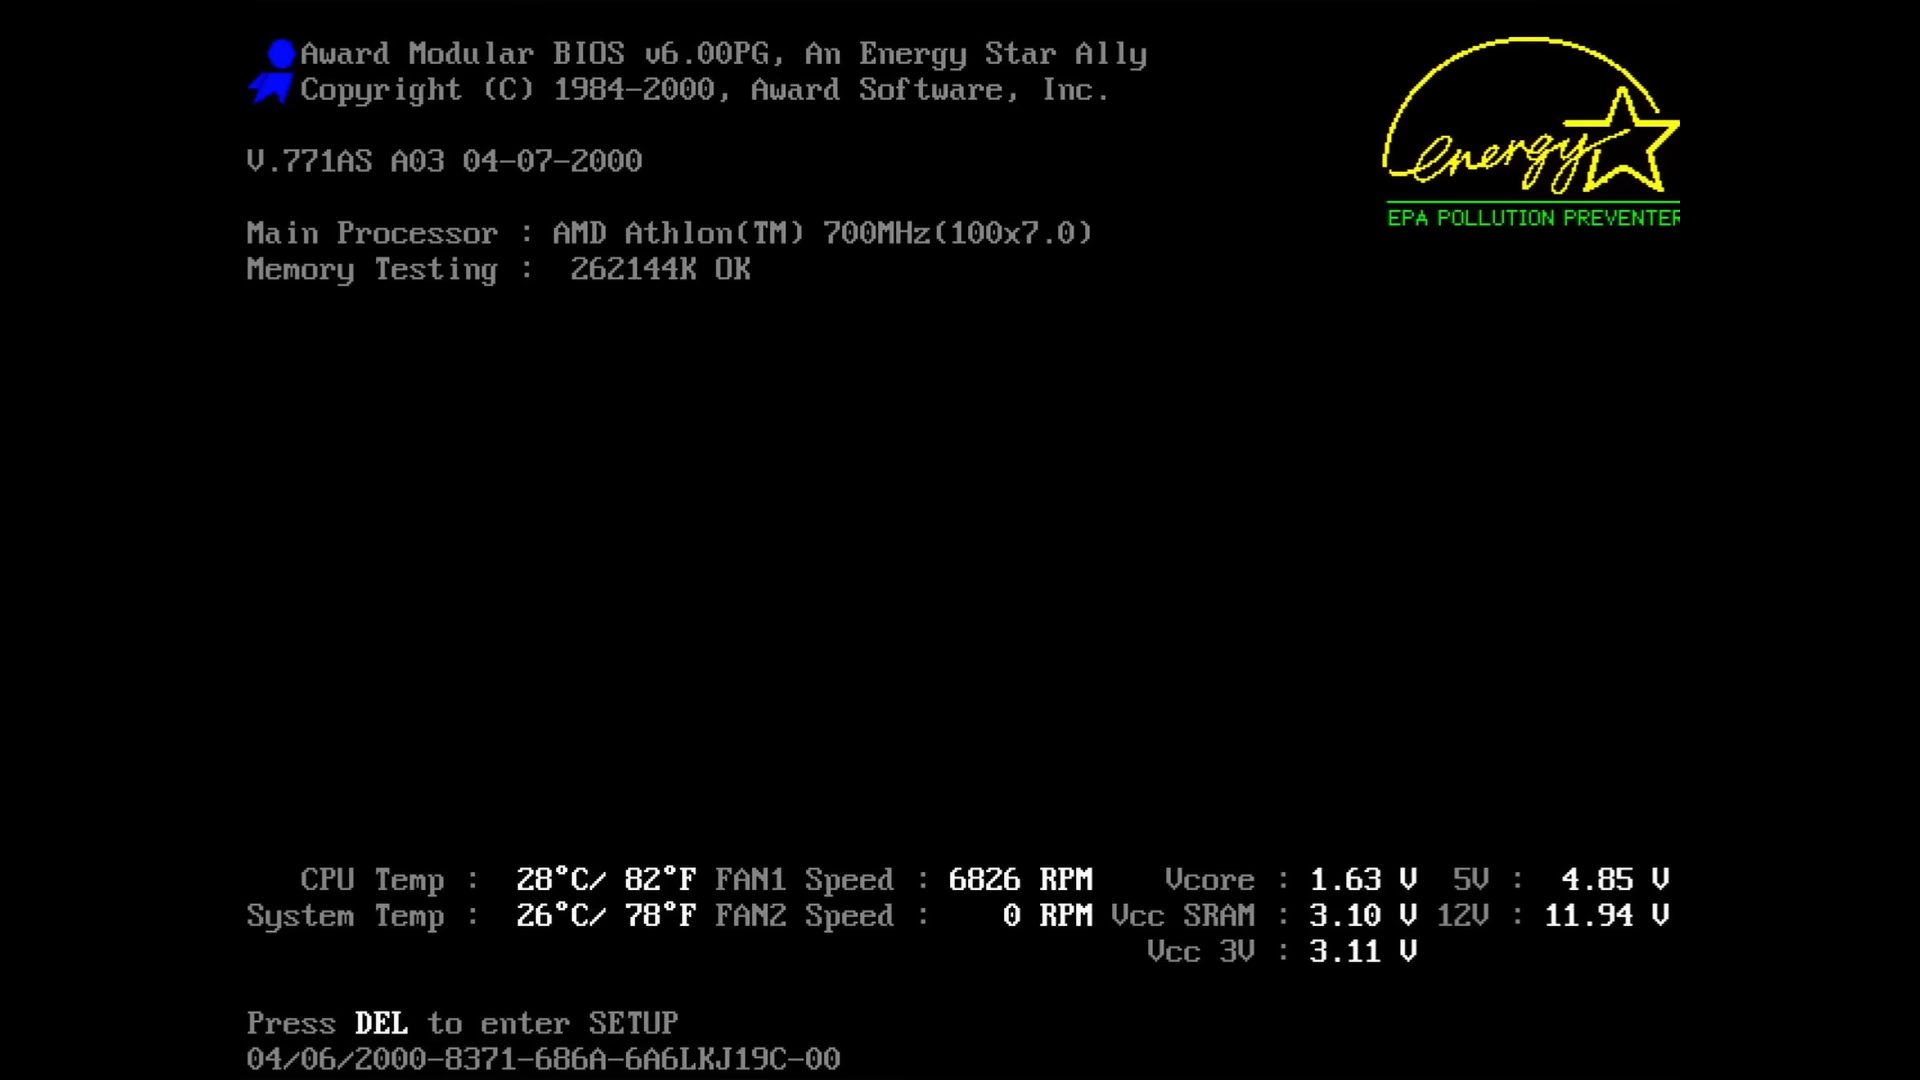 Award Modular BIOS v6.00PG, An Energy Star Ally
Copyright (C) 1984-2000, Award Software, Inc.
energy
EPA POLLUTION PREVENTER
V.771AS A03 04-07-2000
Main Processor : AMD Athlon(TM) 700MHz(100x7.0)
Memory Testing :  262144K OK
CPU Temp :  28°C/ 82°F FAN1 Speed : 6826 RPM    Vcore : 1.63 V  5V :  4.85 V
System Temp :  26°C/ 78°F FAN2 Speed :    0 RPM Vcc SRAM : 3.10 V 12V : 11.94 V
Vcc 3V : 3.11 V
Press DEL to enter SETUP
04/06/2000-8371-686A-6A6LKJ19C-00